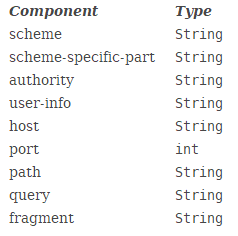 Component Type
scheme String
scheme-specific-part String
authority String
user-info String
host String
port int
path String
query String
fragment String